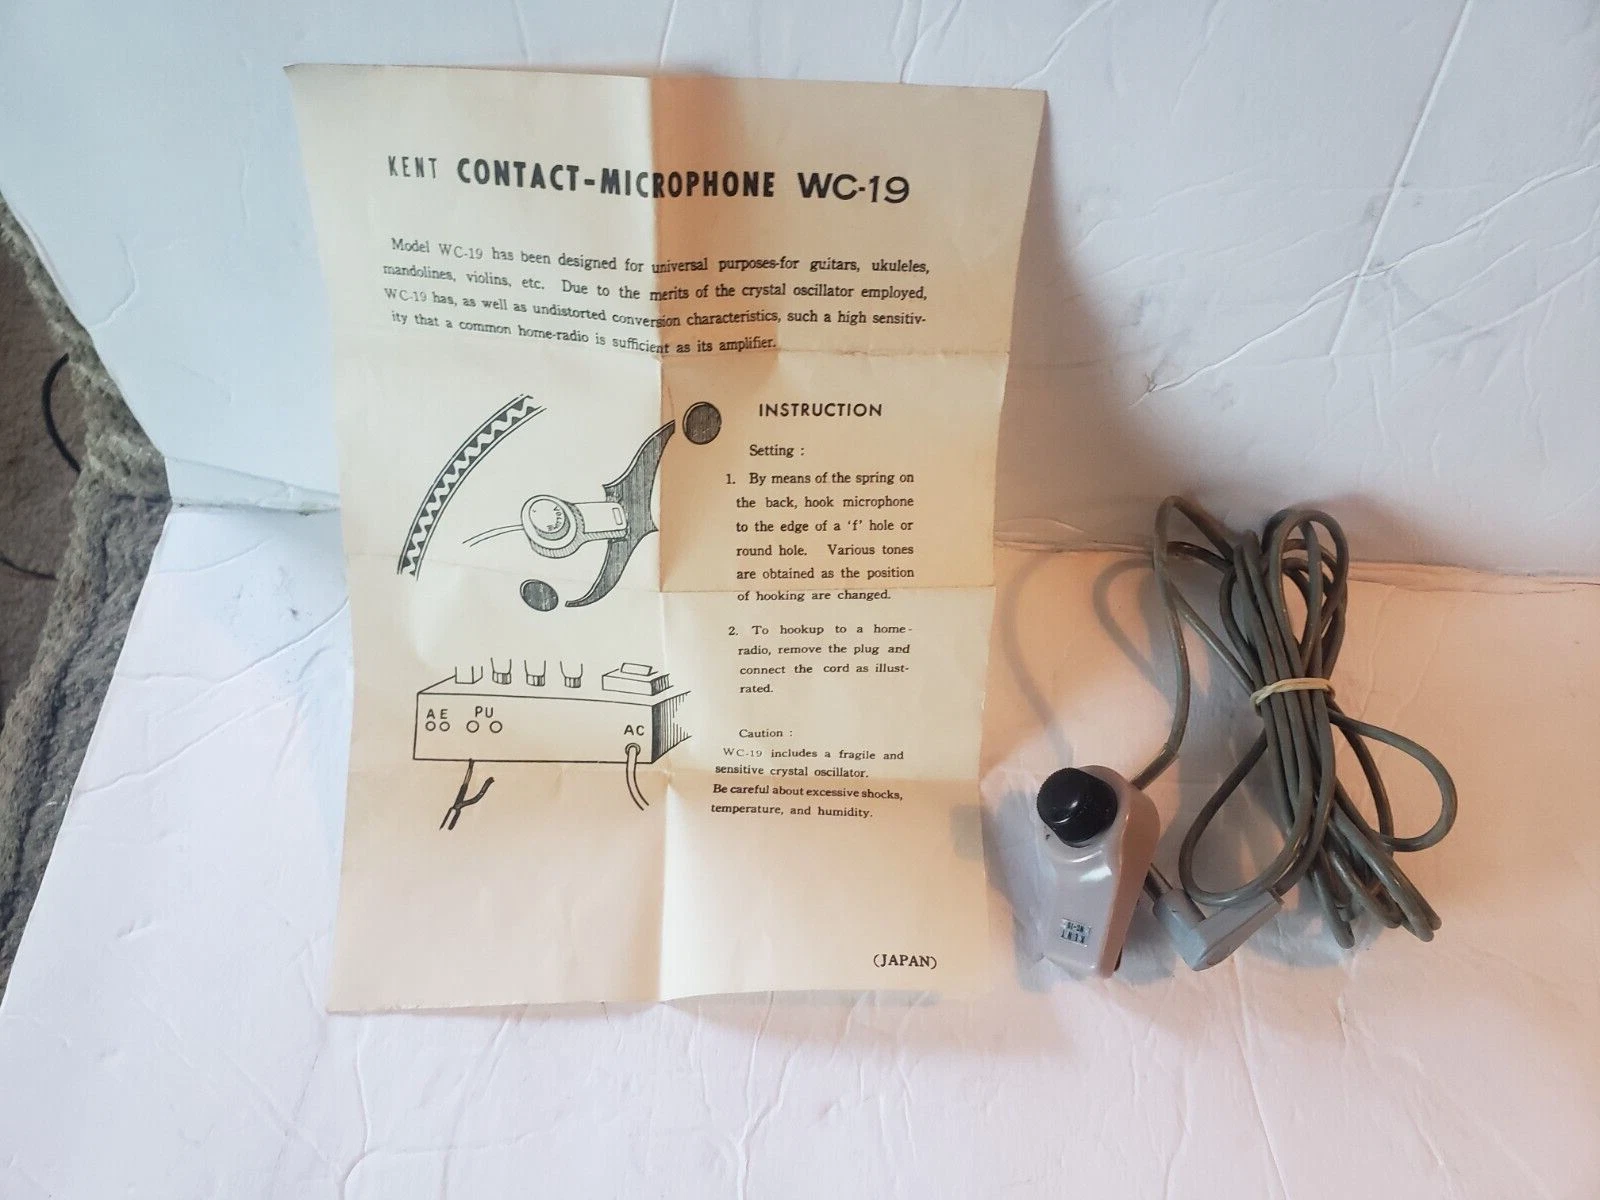 KENT CONTACT-MICROPHONE WC-19
Model WC-19 has been designed for universal purposes-for guitars, ukuleles,
mandolines, violins, etc. Due to the merits of the crystal oscillator employed,
WC-19 has, as well as undistorted conversion characteristics, such a high sensitiv-
ity that a common home-radio is sufficient as its amplifier.
INSTRUCTION
Setting :
1. By means of the spring on
the back, hook microphone
to the edge of a 'f' hole or
round hole. Various tones
are obtained as the position
of hooking are changed.
2. To hookup to a home-
radio, remove the plug and
connect the cord as illust-
rated.
A E PU
AC
Caution :
WC-19 includes a fragile and
sensitive crystal oscillator.
Be careful about excessive shocks,
temperature, and humidity.
(JAPAN)
KENT
WC-19